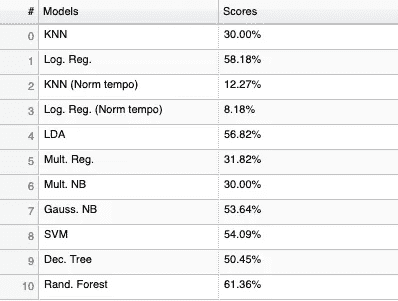 # Models Scores
0 KNN 30.00%
1 Log. Reg. 58.18%
2 KNN (Norm tempo) 12.27%
3 Log. Reg. (Norm tempo) 8.18%
4 LDA 56.82%
5 Mult. Reg. 31.82%
6 Mult. NB 30.00%
7 Gauss. NB 53.64%
8 SVM 54.09%
9 Dec. Tree 50.45%
10 Rand. Forest 61.36%